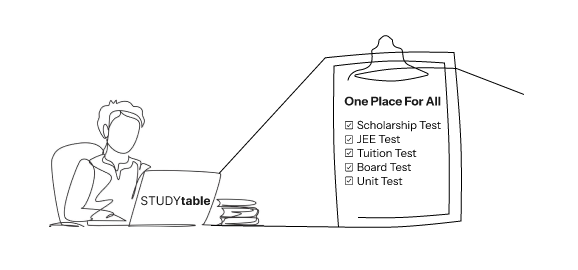 One Place For All
Scholarship Test
JEE Test
Tuition Test
Board Test
Unit Test
STUDYtable